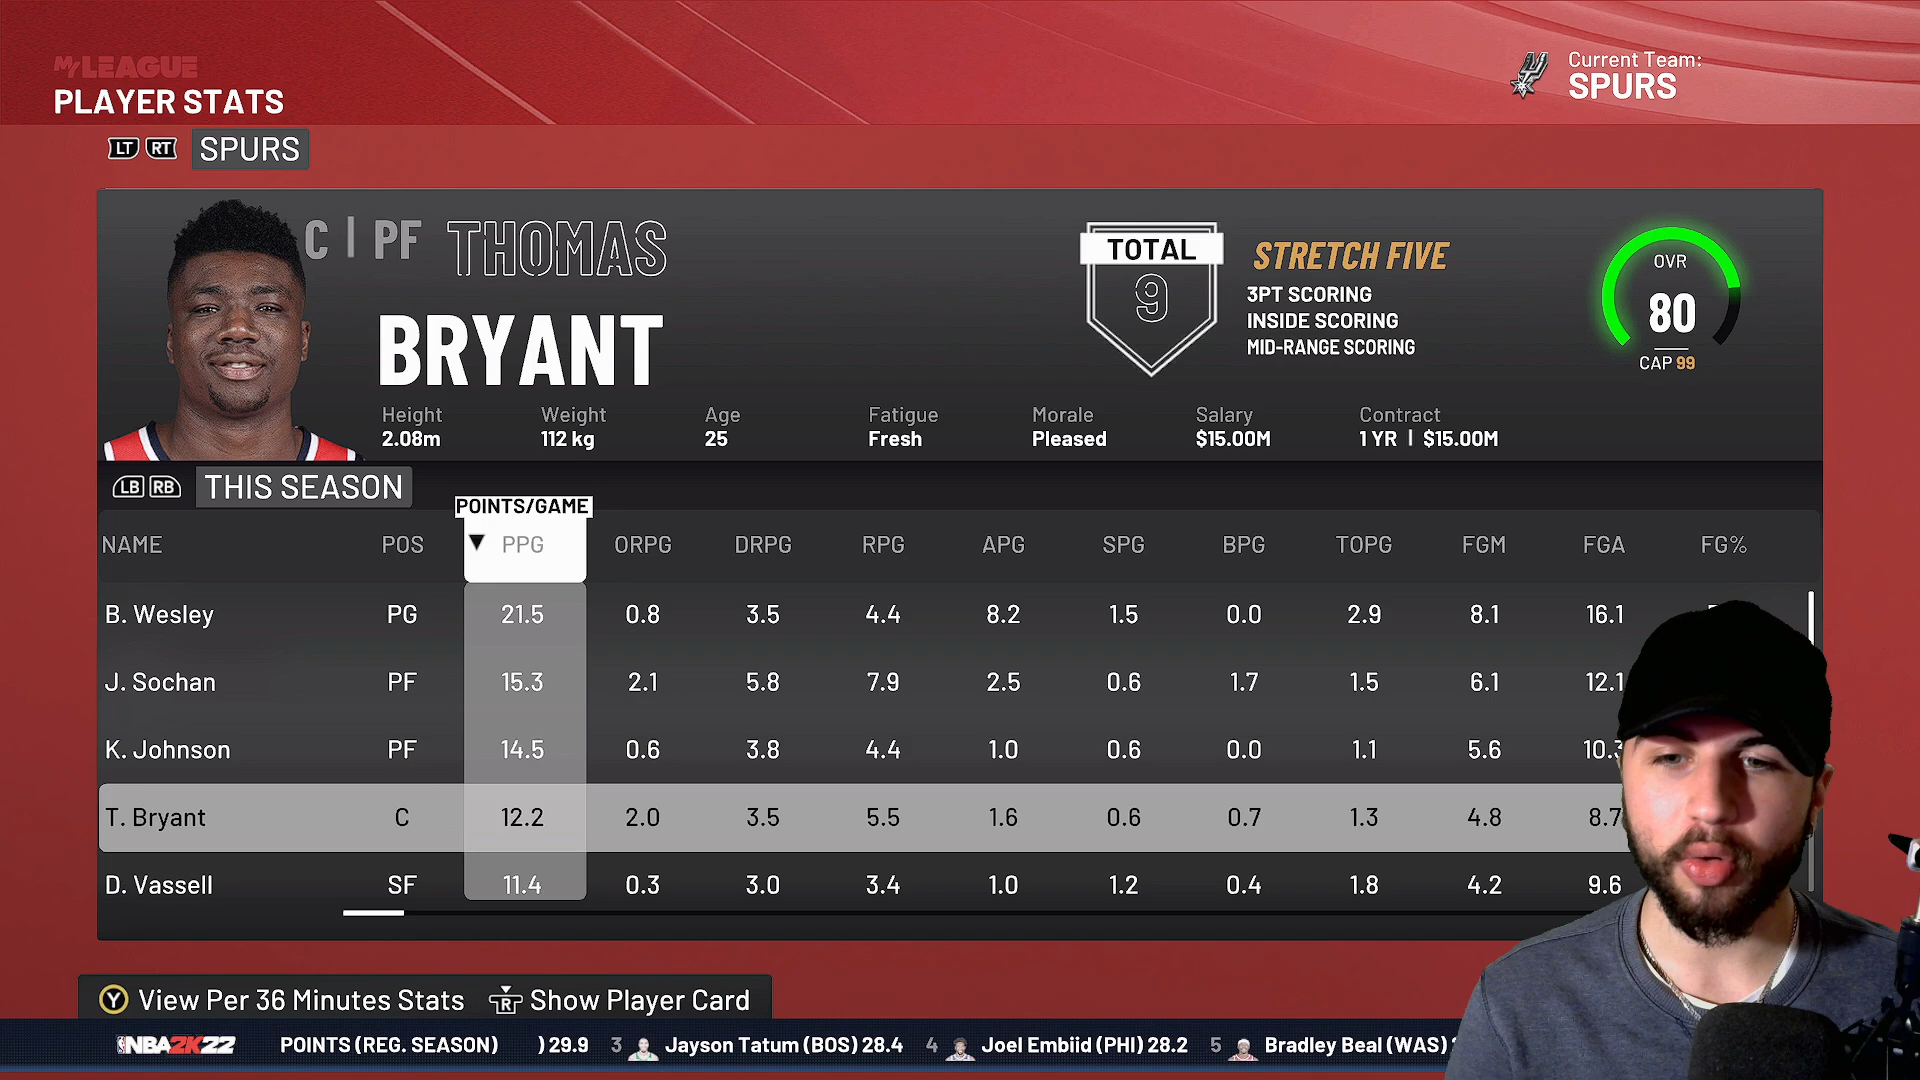 MyLEAGUE
PLAYER STATS
Current Team:
SPURS
LT RT SPURS
C | PF THOMAS
BRYANT
TOTAL
9
STRETCH FIVE
3PT SCORING
INSIDE SCORING
MID-RANGE SCORING
OVR
80
CAP 99
Height Weight Age Fatigue Morale Salary Contract
2.08m 112 kg 25 Fresh Pleased $15.00M 1 YR | $15.00M
LB RB THIS SEASON
POINTS/GAME
NAME POS PPG ORPG DRPG RPG APG SPG BPG TOPG FGM FGA FG%
B. Wesley PG 21.5 0.8 3.5 4.4 8.2 1.5 0.0 2.9 8.1 16.1
J. Sochan PF 15.3 2.1 5.8 7.9 2.5 0.6 1.7 1.5 6.1 12.1
K. Johnson PF 14.5 0.6 3.8 4.4 1.0 0.6 0.0 1.1 5.6 10.3
T. Bryant C 12.2 2.0 3.5 5.5 1.6 0.6 0.7 1.3 4.8 8.7
D. Vassell SF 11.4 0.3 3.0 3.4 1.0 1.2 0.4 1.8 4.2 9.6
Y View Per 36 Minutes Stats R Show Player Card
NBA2K22 POINTS (REG. SEASON) ) 29.9 3 Jayson Tatum (BOS) 28.4 4 Joel Embiid (PHI) 28.2 5 Bradley Beal (WAS)